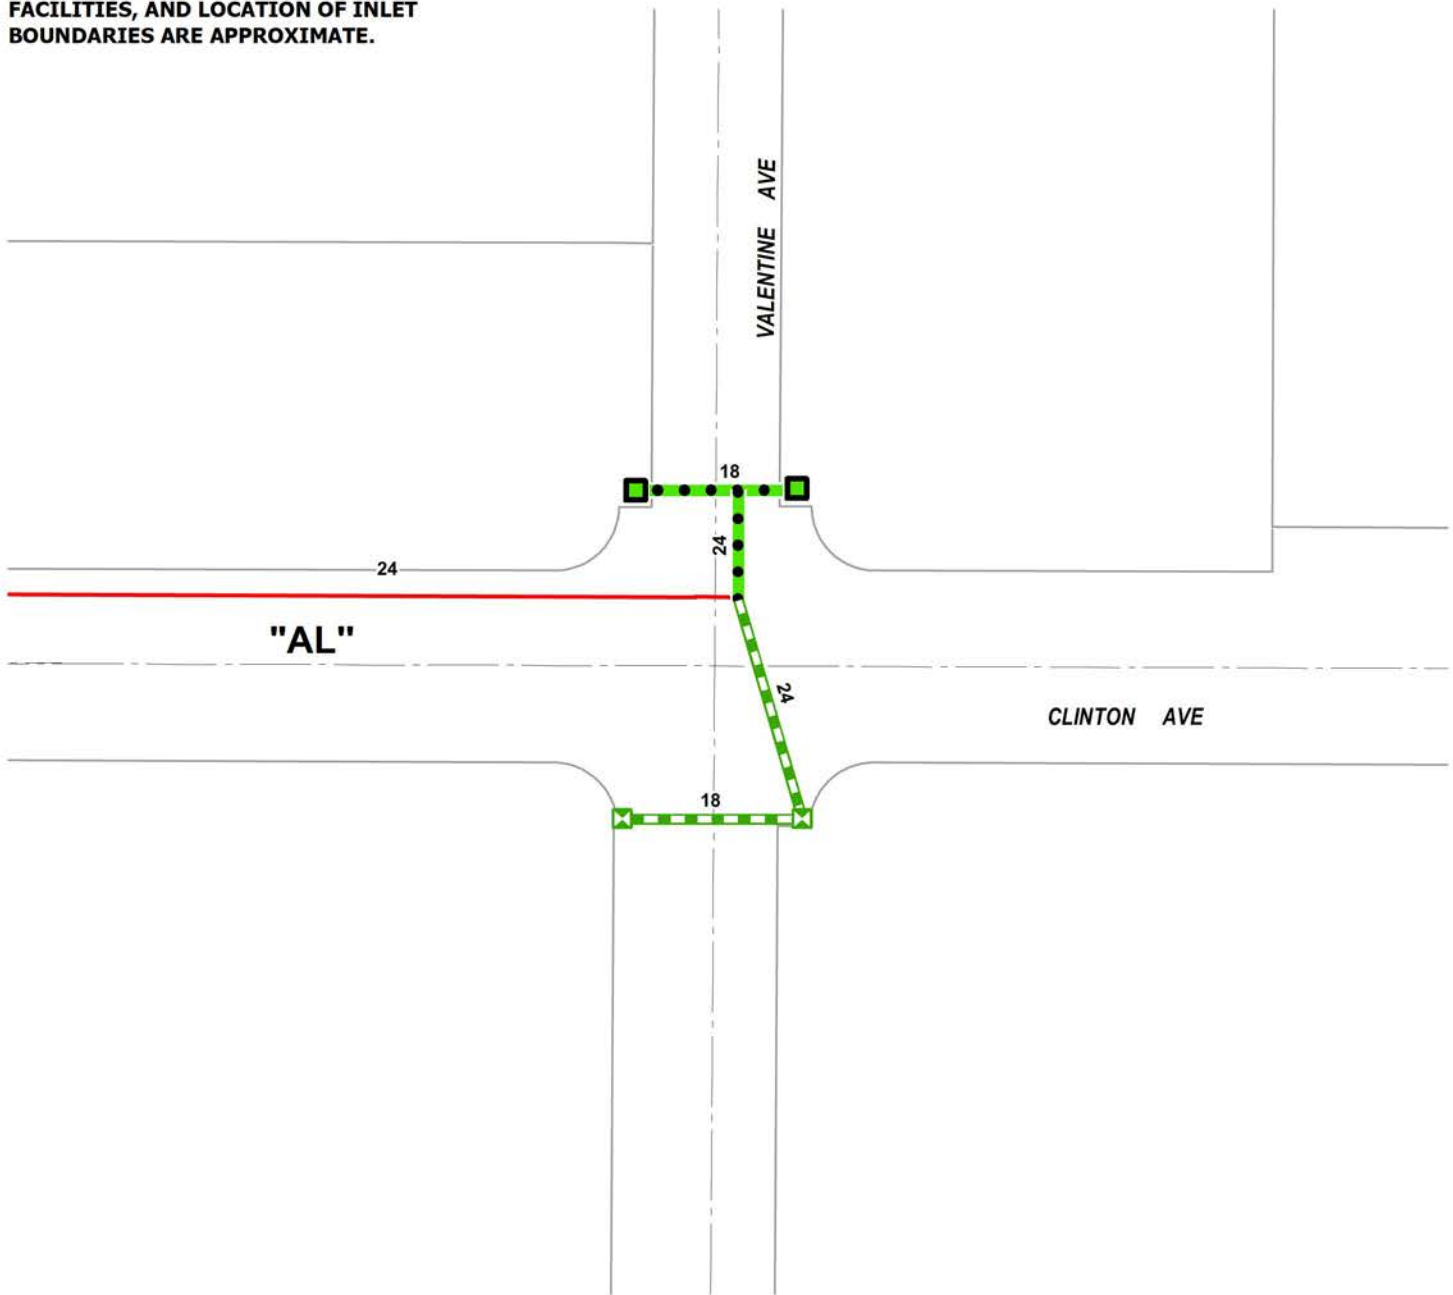 FACILITIES, AND LOCATION OF INLET
BOUNDARIES ARE APPROXIMATE.
VALENTINE AVE
18
24
24
"AL"
24
CLINTON AVE
18